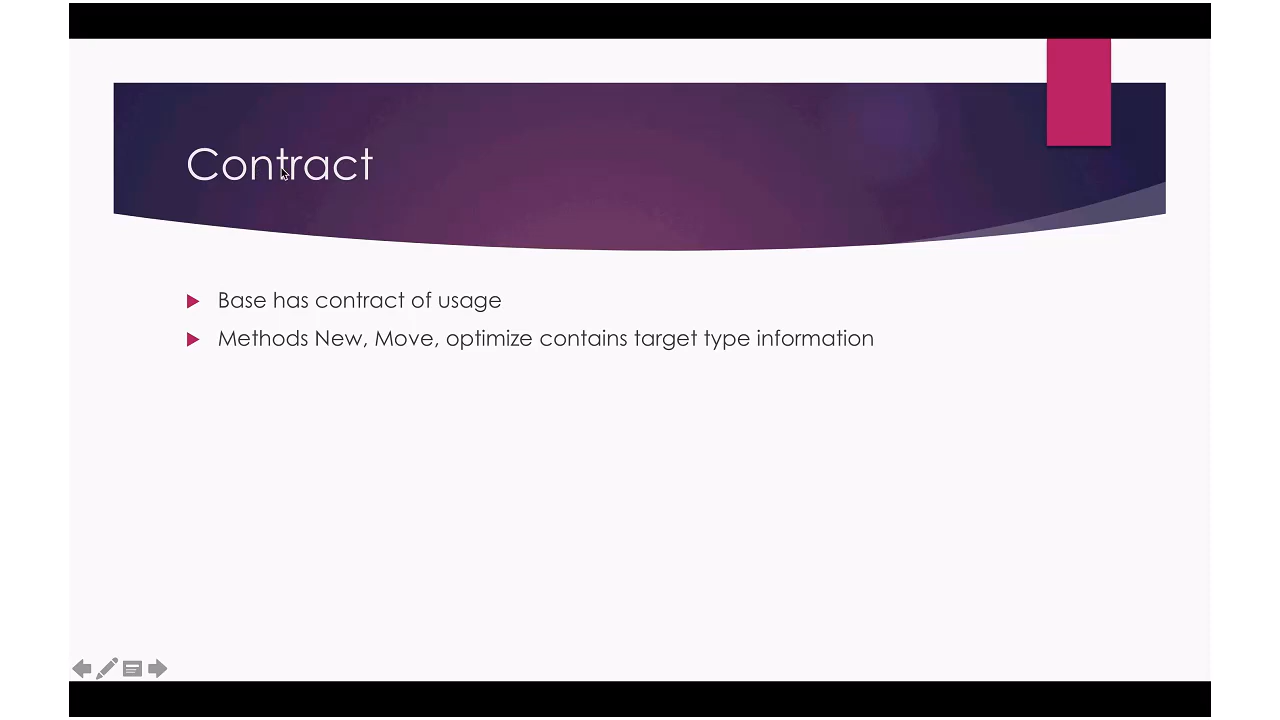 Contract
Base has contract of usage
Methods New, Move, optimize contains target type information